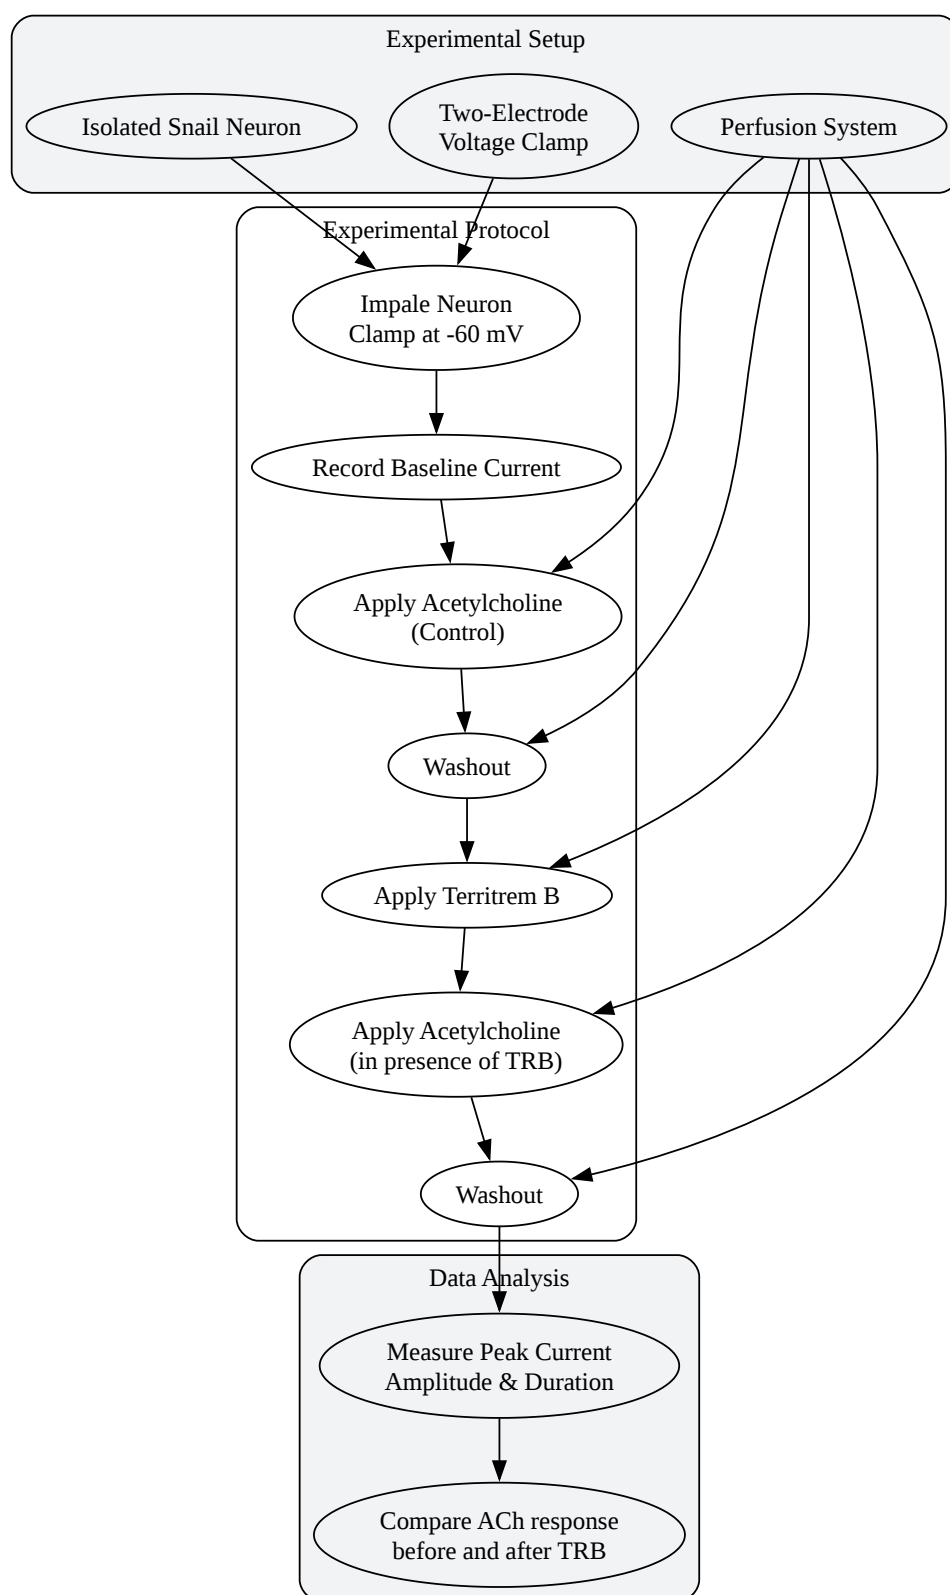 Experimental Setup
Isolated Snail Neuron
Two-Electrode
Voltage Clamp
Perfusion System
Experimental Protocol
Impale Neuron
Clamp at -60 mV
Record Baseline Current
Apply Acetylcholine
(Control)
Washout
Apply Territrem B
Apply Acetylcholine
(in presence of TRB)
Washout
Data Analysis
Measure Peak Current
Amplitude & Duration
Compare ACh response
before and after TRB